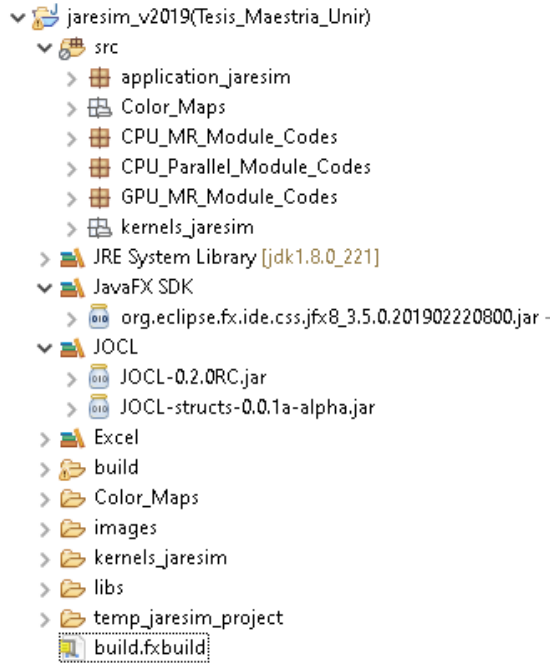 jaresim_v2019(Tesis_Maestria_Unir)
src
application_jaresim
Color_Maps
CPU_MR_Module_Codes
CPU_Parallel_Module_Codes
GPU_MR_Module_Codes
kernels_jaresim
JRE System Library [jdk1.8.0_221]
JavaFX SDK
org.eclipse.fx.ide.css.jfx8_3.5.0.201902220800.jar -
JOCL
JOCL-0.2.0RC.jar
JOCL-structs-0.0.1a-alpha.jar
Excel
build
Color_Maps
images
kernels_jaresim
libs
temp_jaresim_project
build.fxbuild